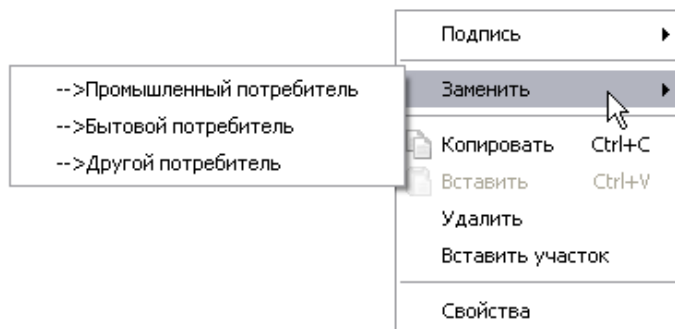 Подпись
Заменить
-->Промышленный потребитель
-->Бытовой потребитель
-->Другой потребитель
Копировать Ctrl+C
Вставить Ctrl+V
Удалить
Вставить участок
Свойства